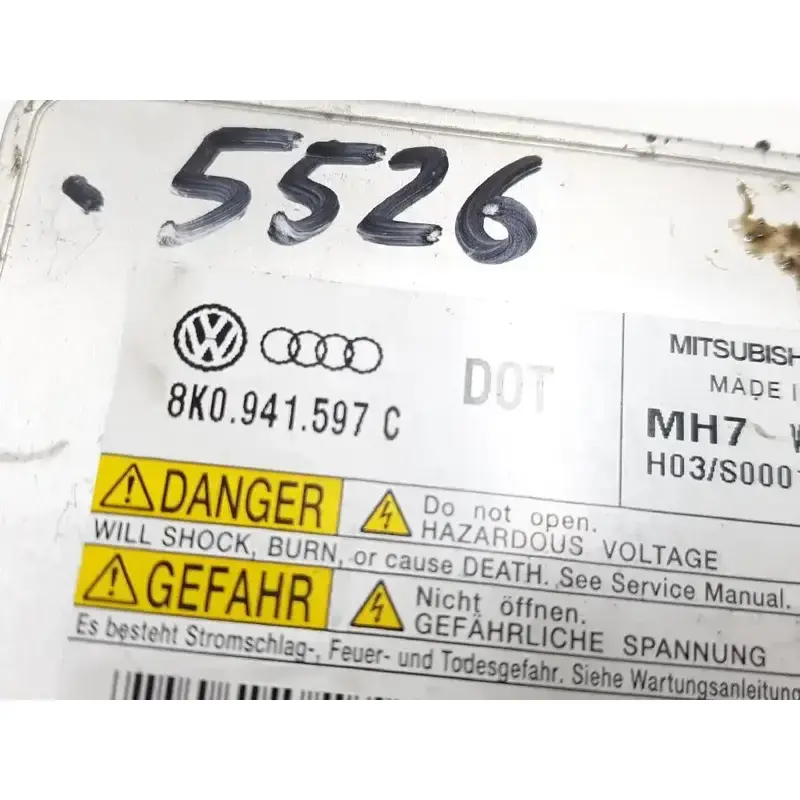 5526
8K0.941.597 C
DOT
MITSUBISH
MADE I
MH7 W
H03/S0001
DANGER
Do not open.
HAZARDOUS VOLTAGE
WILL SHOCK, BURN, or cause DEATH. See Service Manual.
GEFAHR
Nicht öffnen.
GEFÄHRLICHE SPANNUNG
Es besteht Stromschlag-, Feuer- und Todesgefahr. Siehe Wartungsanleitung